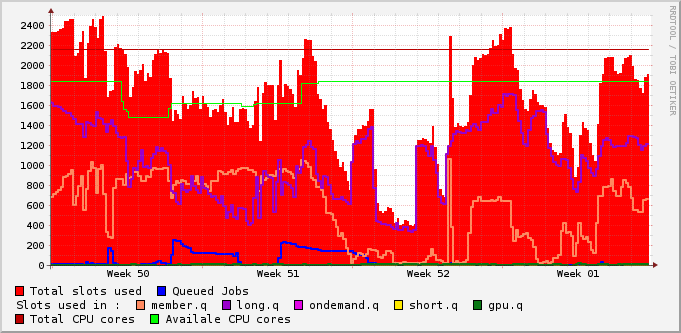 RRDTOOL / TOBI OETIKER
2400
2200
2000
1800
1600
1400
1200
1000
800
600
400
200
0
Week 50 Week 51 Week 52 Week 01
Total slots used Queued Jobs
Slots used in : member.q long.q ondemand.q short.q gpu.q
Total CPU cores Availale CPU cores